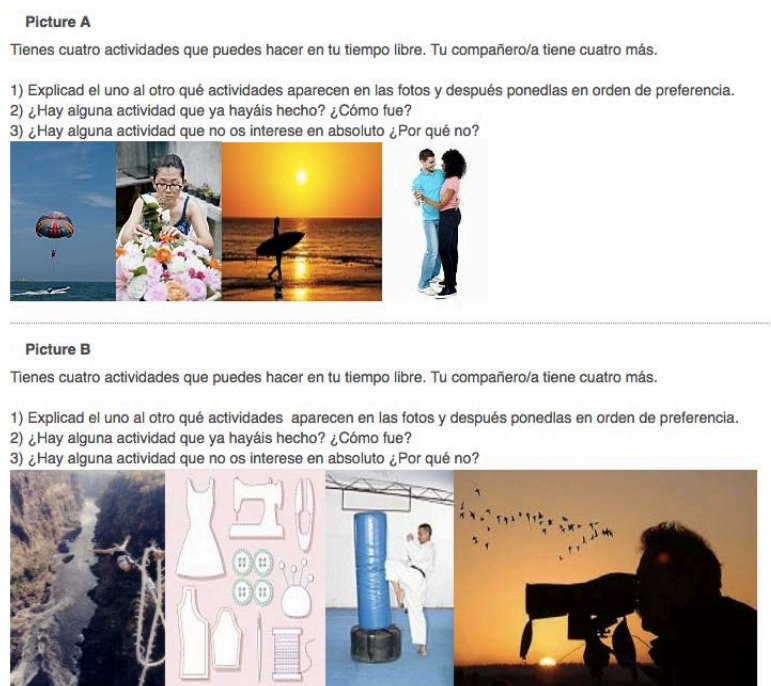 Picture A
Tienes cuatro actividades que puedes hacer en tu tiempo libre. Tu compañero/a tiene cuatro más.
1) Explicad el uno al otro qué actividades aparecen en las fotos y después ponedlas en orden de preferencia.
2) ¿Hay alguna actividad que ya hayáis hecho? ¿Cómo fue?
3) ¿Hay alguna actividad que no os interese en absoluto ¿Por qué no?
Picture B
Tienes cuatro actividades que puedes hacer en tu tiempo libre. Tu compañero/a tiene cuatro más.
1) Explicad el uno al otro qué actividades  aparecen en las fotos y después ponedlas en orden de preferencia.
2) ¿Hay alguna actividad que ya hayáis hecho? ¿Cómo fue?
3) ¿Hay alguna actividad que no os interese en absoluto ¿Por qué no?